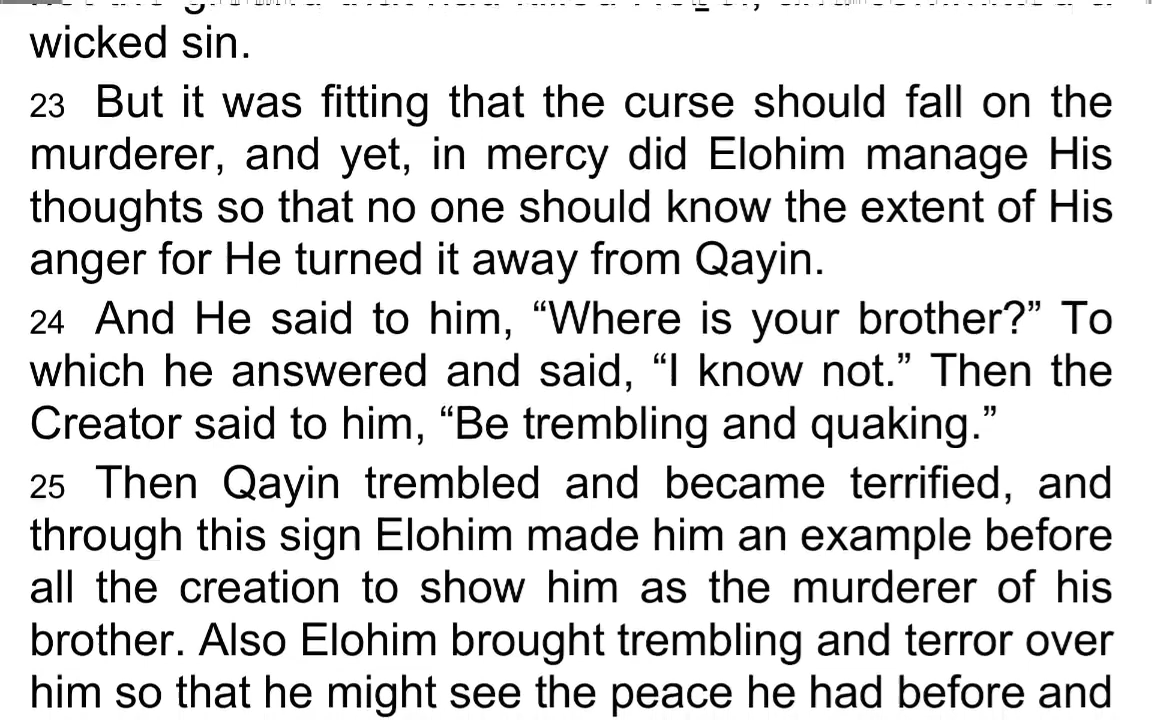 wicked sin.
23 But it was fitting that the curse should fall on the
murderer, and yet, in mercy did Elohim manage His
thoughts so that no one should know the extent of His
anger for He turned it away from Qayin.
24 And He said to him, “Where is your brother?” To
which he answered and said, “I know not.” Then the
Creator said to him, “Be trembling and quaking.”
25 Then Qayin trembled and became terrified, and
through this sign Elohim made him an example before
all the creation to show him as the murderer of his
brother. Also Elohim brought trembling and terror over
him so that he might see the peace he had before and